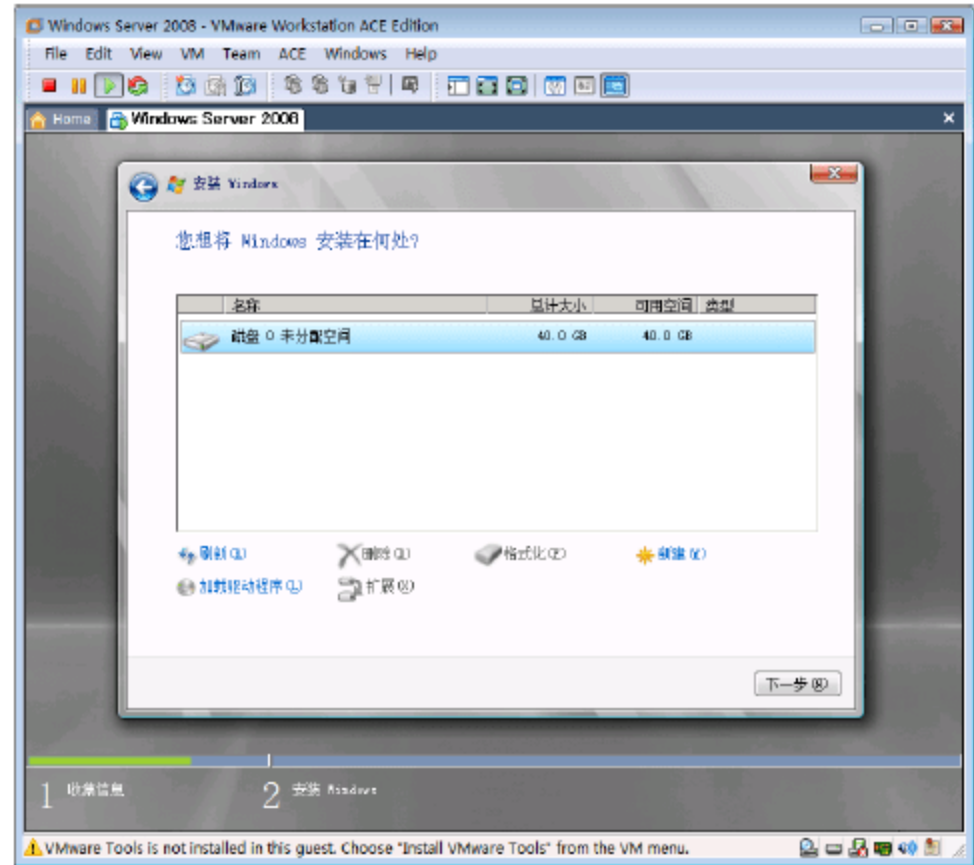 Windows Server 2008 - VMware Workstation ACE Edition
File Edit View VM Team ACE Windows Help
Home Windows Server 2008
安装 Windows
您想将 Windows 安装在何处?
名称 总计大小 可用空间 类型
磁盘 0 未分配空间 40.0 GB 40.0 GB
刷新(R) 删除(D) 格式化(F) 创建(E)
加载驱动程序(L) 扩展(X)
下一步(N)
1 收集信息 2 安装 Windows
VMware Tools is not installed in this guest. Choose "Install VMware Tools" from the VM menu.